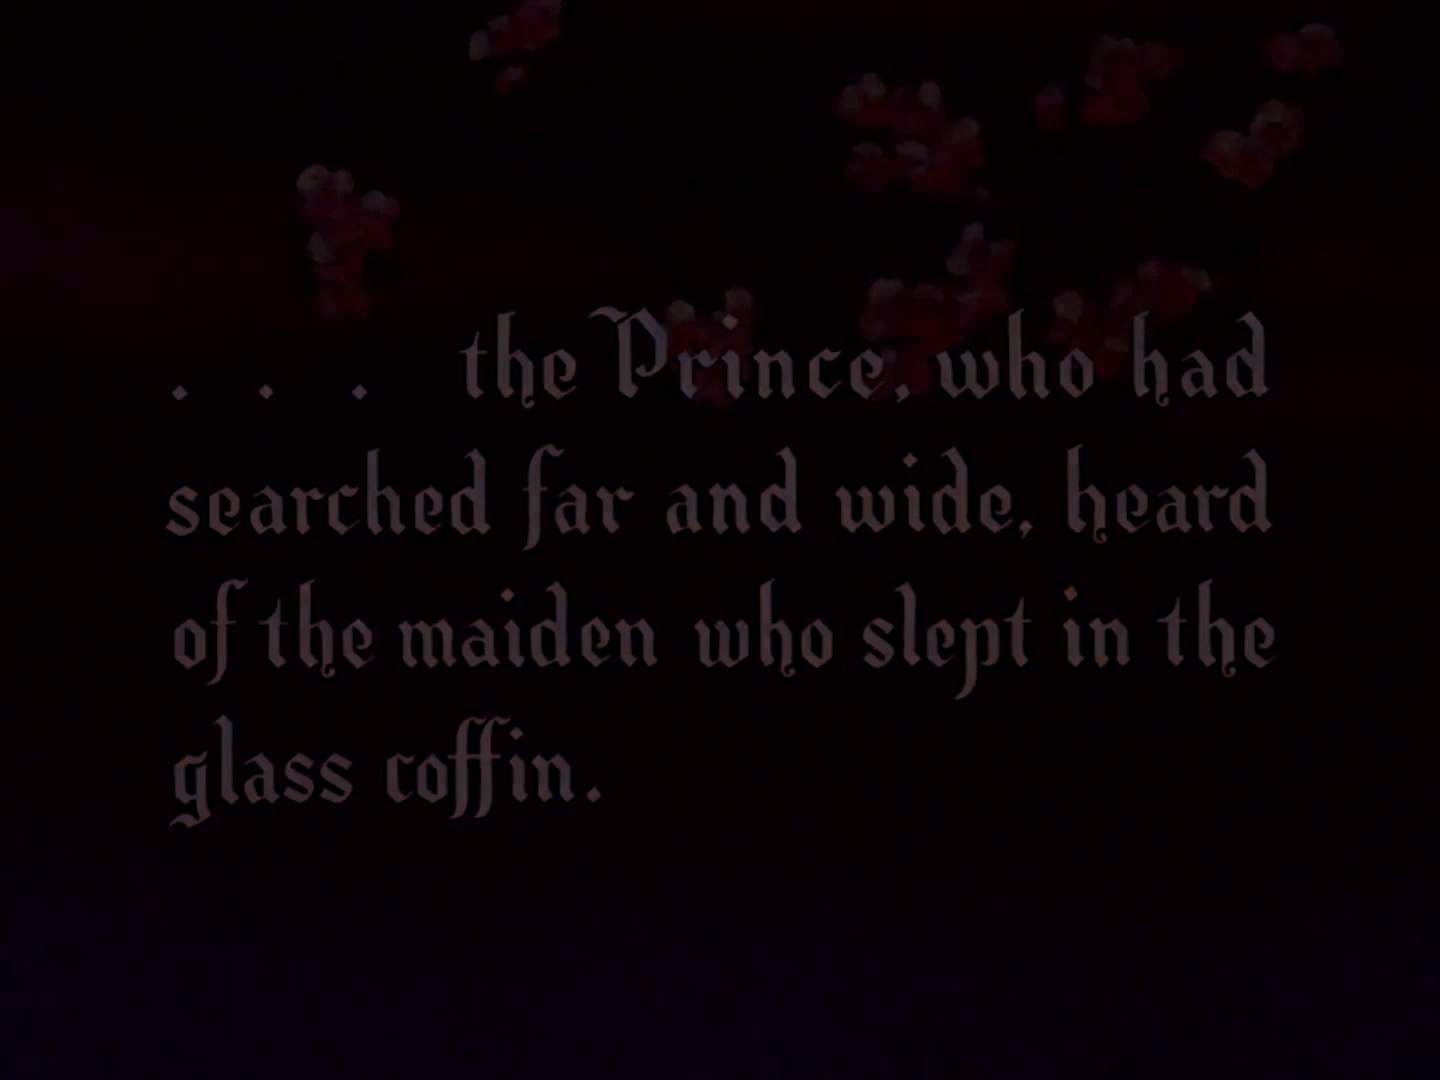 . . . the Prince, who had
searched far and wide, heard
of the maiden who slept in the
glass coffin.